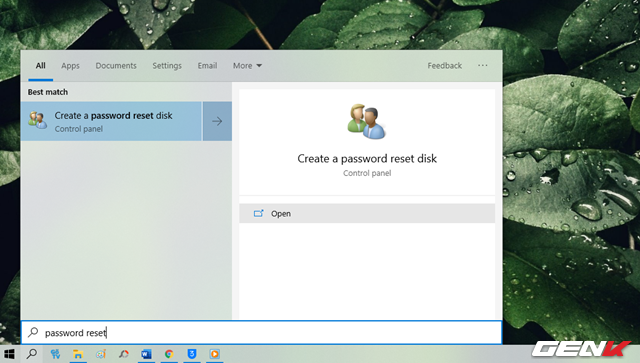 All Apps Documents Settings Email More Feedback ...
Best match
Create a password reset disk
Control panel
Create a password reset disk
Control panel
Open
password reset
GENK